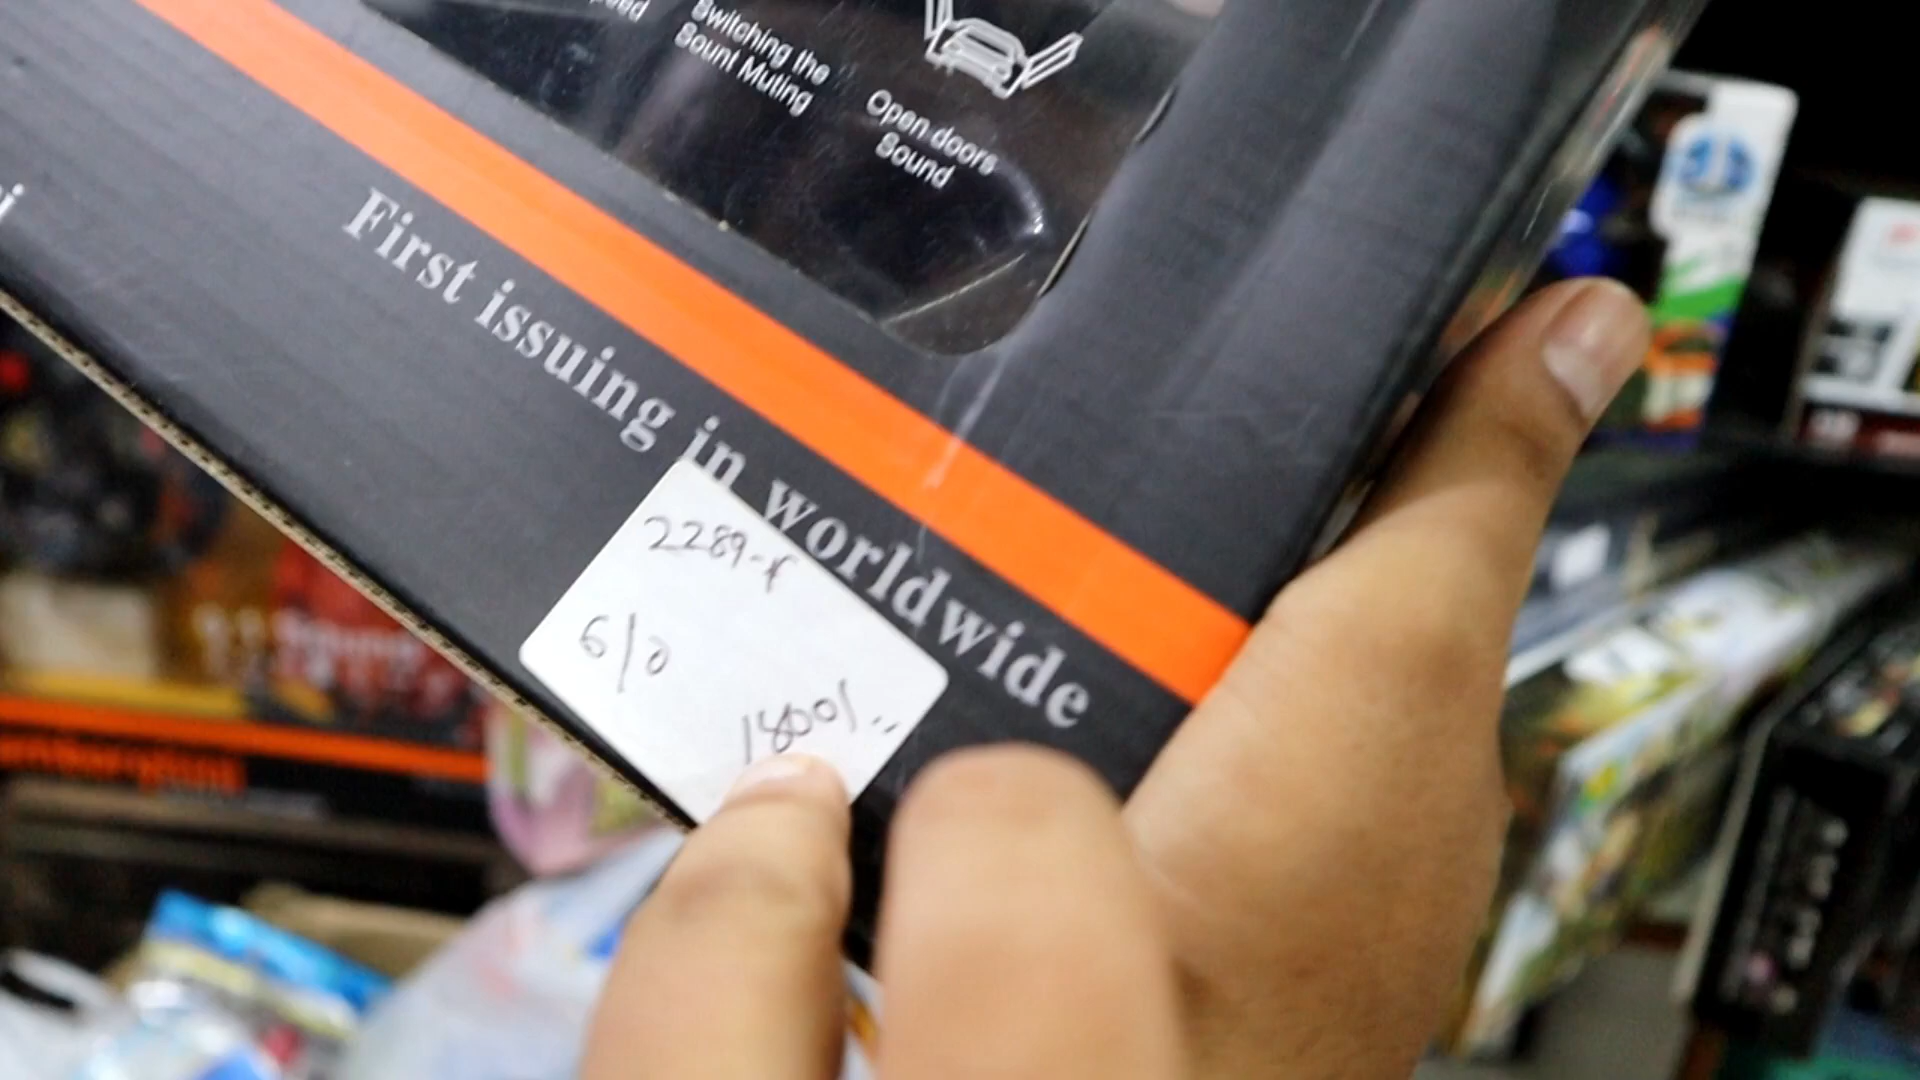 Switching the
Sount Muting
Open doors
Sound
First issuing in worldwide
2289-
6/0
1800/..